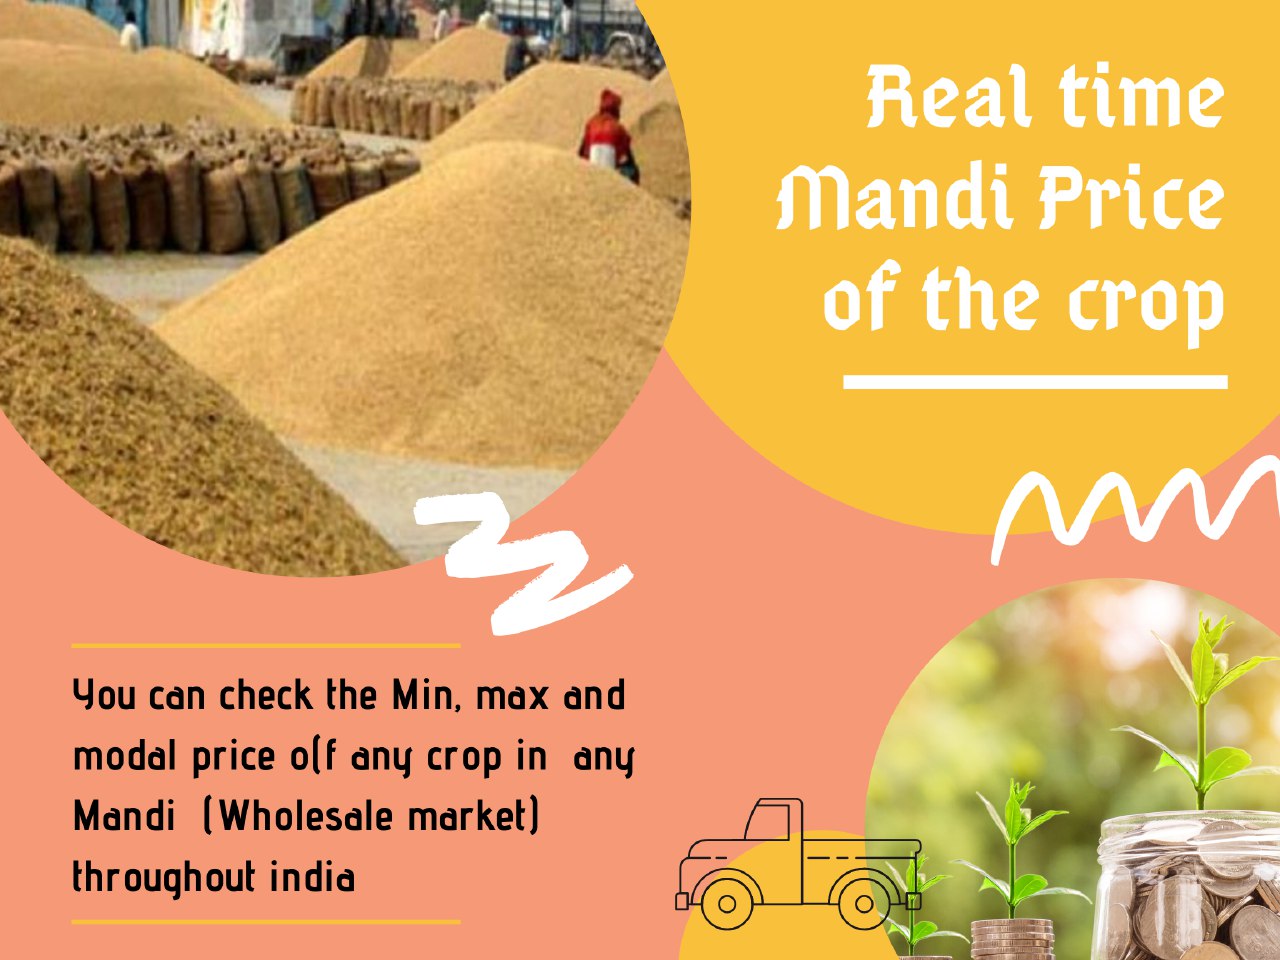 Real time
Mandi Price
of the crop
You can check the Min, max and
modal price o(f any crop in  any
Mandi  (Wholesale market)
throughout india